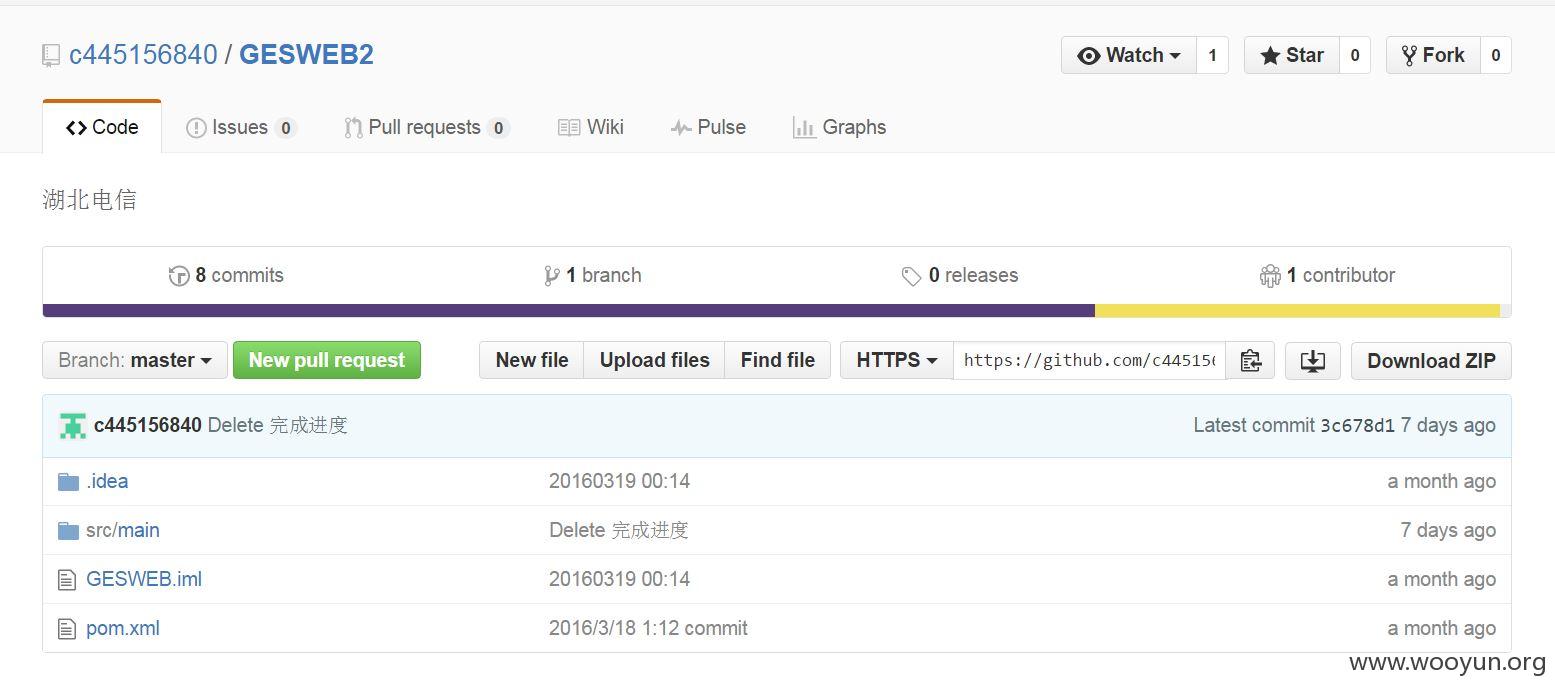 c445156840 / GESWEB2 Watch 1 Star 0 Fork 0
Code Issues 0 Pull requests 0 Wiki Pulse Graphs
湖北电信
8 commits 1 branch 0 releases 1 contributor
Branch: master New pull request New file Upload files Find file HTTPS https://github.com/c44515 Download ZIP
c445156840 Delete 完成进度 Latest commit 3c678d1 7 days ago
.idea 20160319 00:14 a month ago
src/main Delete 完成进度 7 days ago
GESWEB.iml 20160319 00:14 a month ago
pom.xml 2016/3/18 1:12 commit a month ago
www.wooyun.org